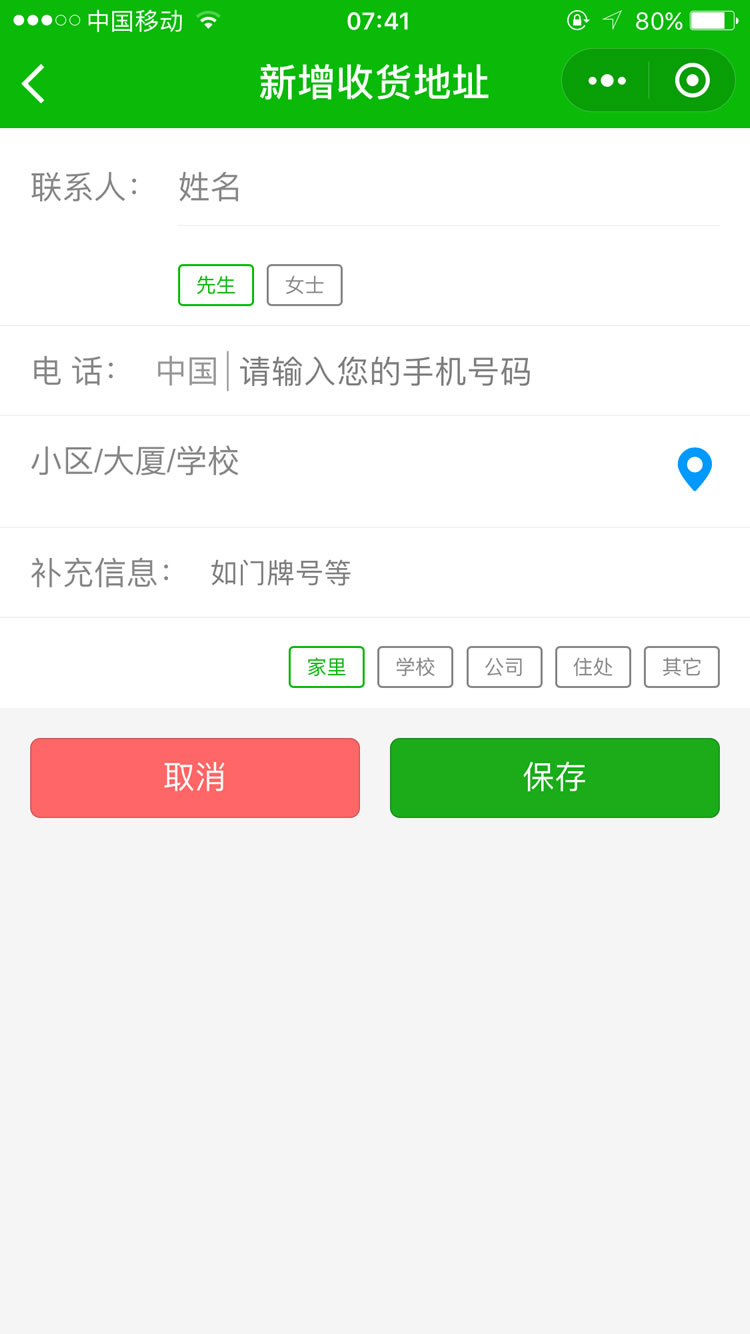 中国移动 07:41 80%
新增收货地址
联系人： 姓名
先生 女士
电 话： 中国 请输入您的手机号码
小区/大厦/学校
补充信息： 如门牌号等
家里 学校 公司 住处 其它
取消 保存